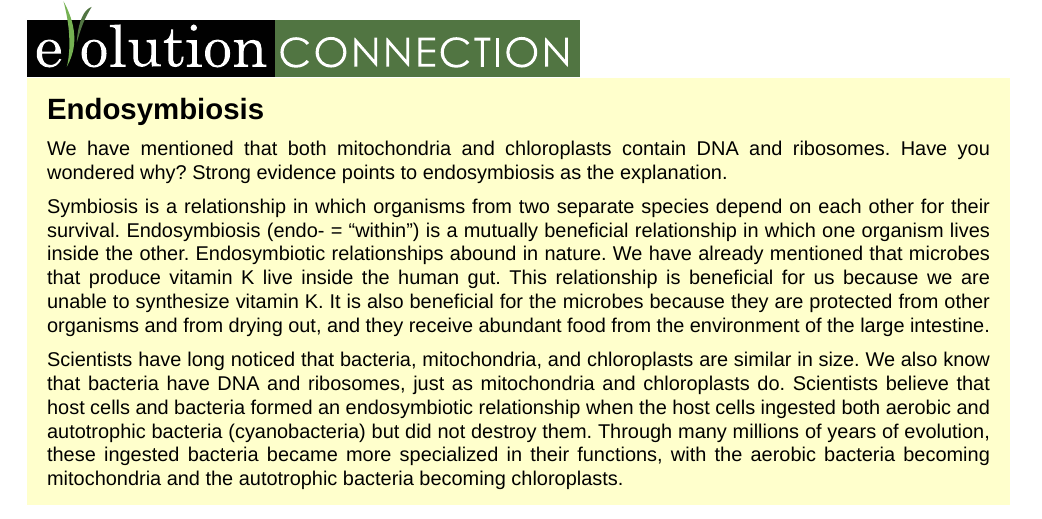 evolution CONNECTION
Endosymbiosis
We have mentioned that both mitochondria and chloroplasts contain DNA and ribosomes. Have you
wondered why? Strong evidence points to endosymbiosis as the explanation.
Symbiosis is a relationship in which organisms from two separate species depend on each other for their
survival. Endosymbiosis (endo- = “within”) is a mutually beneficial relationship in which one organism lives
inside the other. Endosymbiotic relationships abound in nature. We have already mentioned that microbes
that produce vitamin K live inside the human gut. This relationship is beneficial for us because we are
unable to synthesize vitamin K. It is also beneficial for the microbes because they are protected from other
organisms and from drying out, and they receive abundant food from the environment of the large intestine.
Scientists have long noticed that bacteria, mitochondria, and chloroplasts are similar in size. We also know
that bacteria have DNA and ribosomes, just as mitochondria and chloroplasts do. Scientists believe that
host cells and bacteria formed an endosymbiotic relationship when the host cells ingested both aerobic and
autotrophic bacteria (cyanobacteria) but did not destroy them. Through many millions of years of evolution,
these ingested bacteria became more specialized in their functions, with the aerobic bacteria becoming
mitochondria and the autotrophic bacteria becoming chloroplasts.